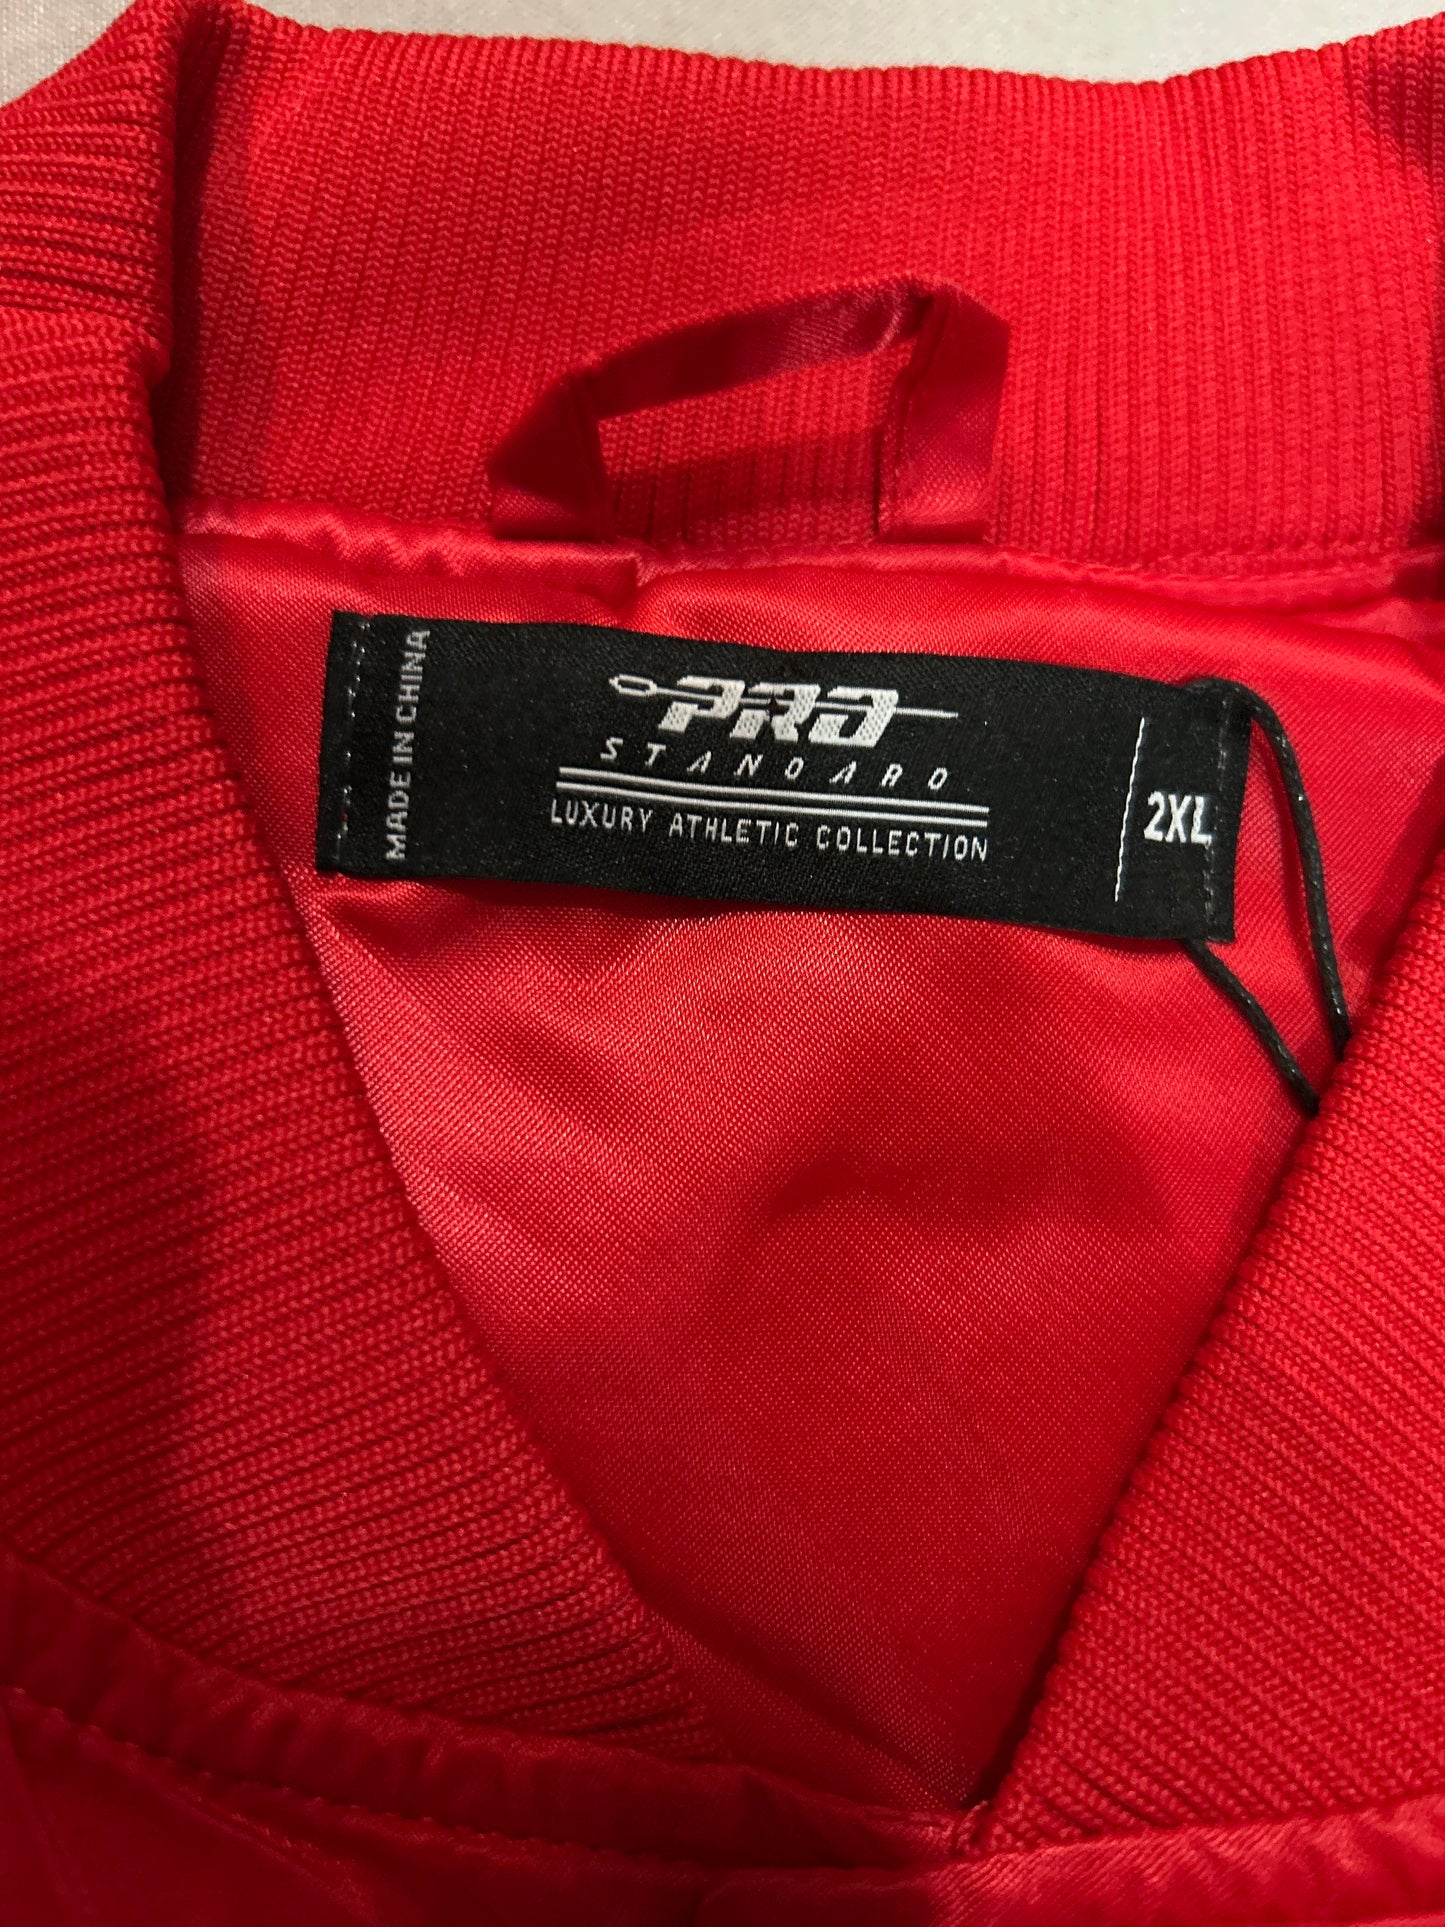 MADE IN CHINA
PRO
STANDARD
LUXURY ATHLETIC COLLECTION
2XL